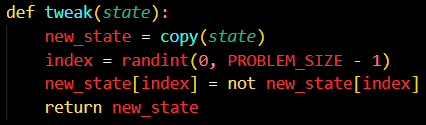 def tweak(state):
    new_state = copy(state)
    index = randint(0, PROBLEM_SIZE - 1)
    new_state[index] = not new_state[index]
    return new_state